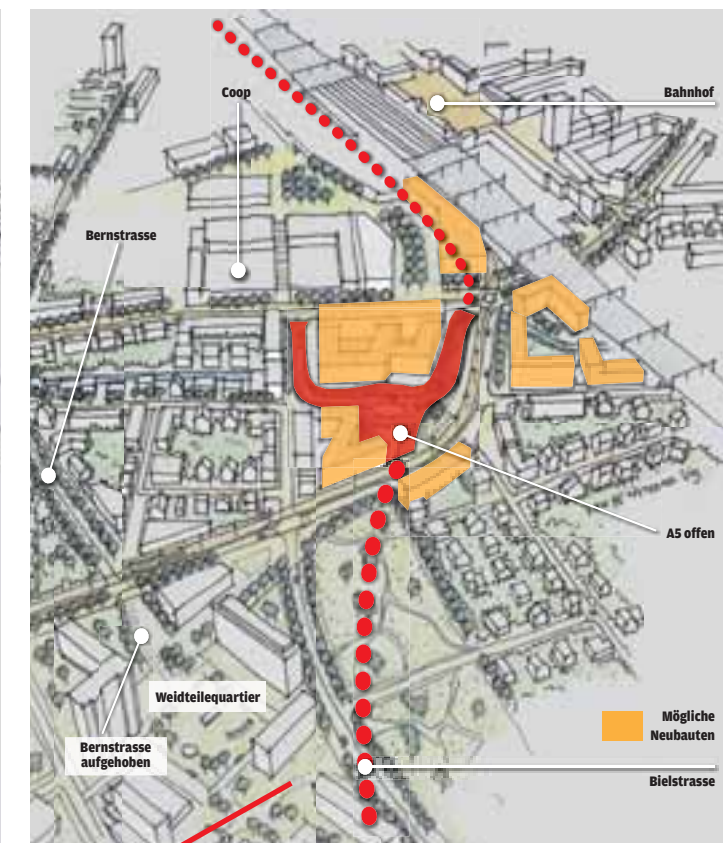 Coop
Bahnhof
Bernstrasse
A5 offen
Weidteilequartier
Mögliche
Neubauten
Bernstrasse
aufgehoben
Bielstrasse